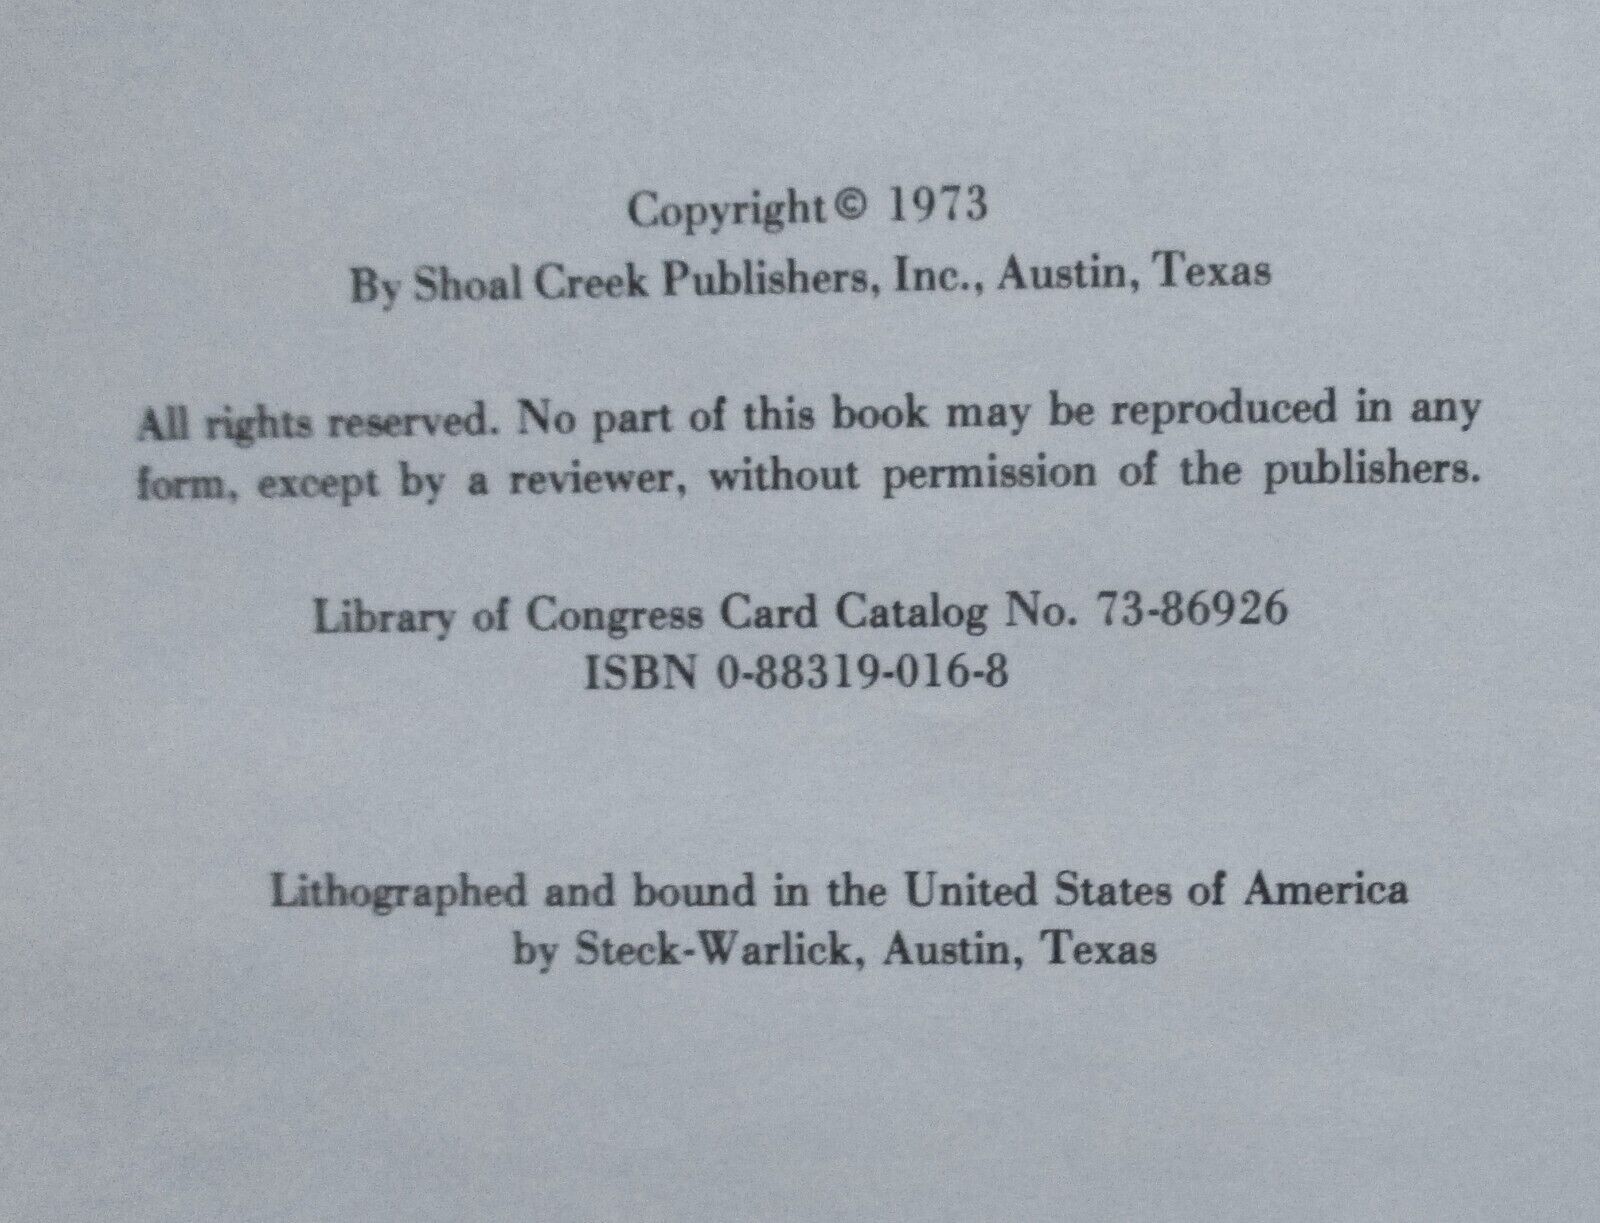 Copyright © 1973
By Shoal Creek Publishers, Inc., Austin, Texas
All rights reserved. No part of this book may be reproduced in any
form, except by a reviewer, without permission of the publishers.
Library of Congress Card Catalog No. 73-86926
ISBN 0-88319-016-8
Lithographed and bound in the United States of America
by Steck-Warlick, Austin, Texas